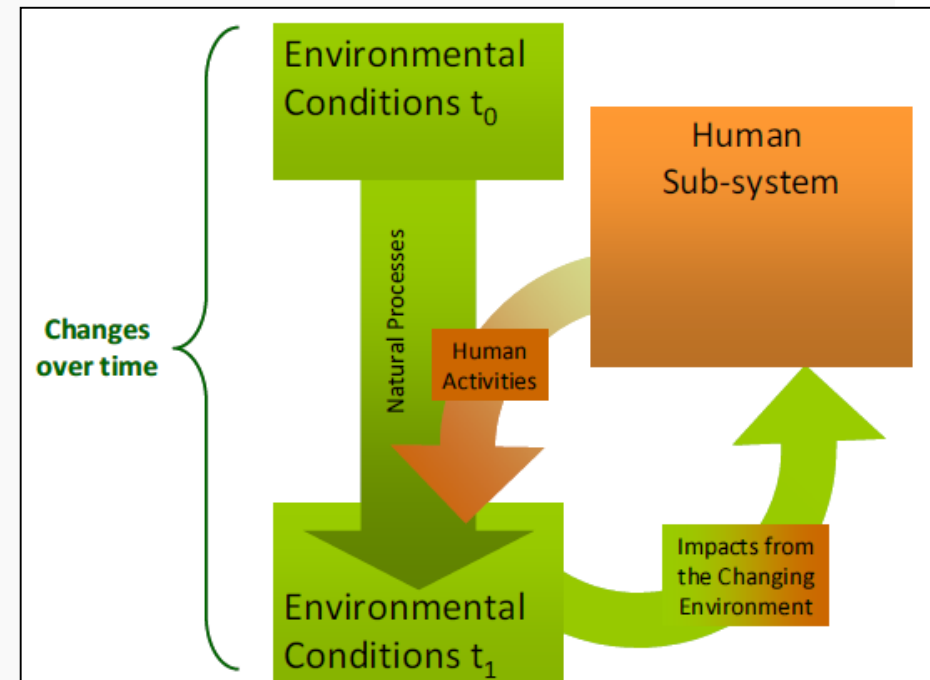 Environmental
Conditions t₀
Human
Sub-system
Natural Processes
Changes
over time
Human
Activities
Impacts from
the Changing
Environment
Environmental
Conditions t₁